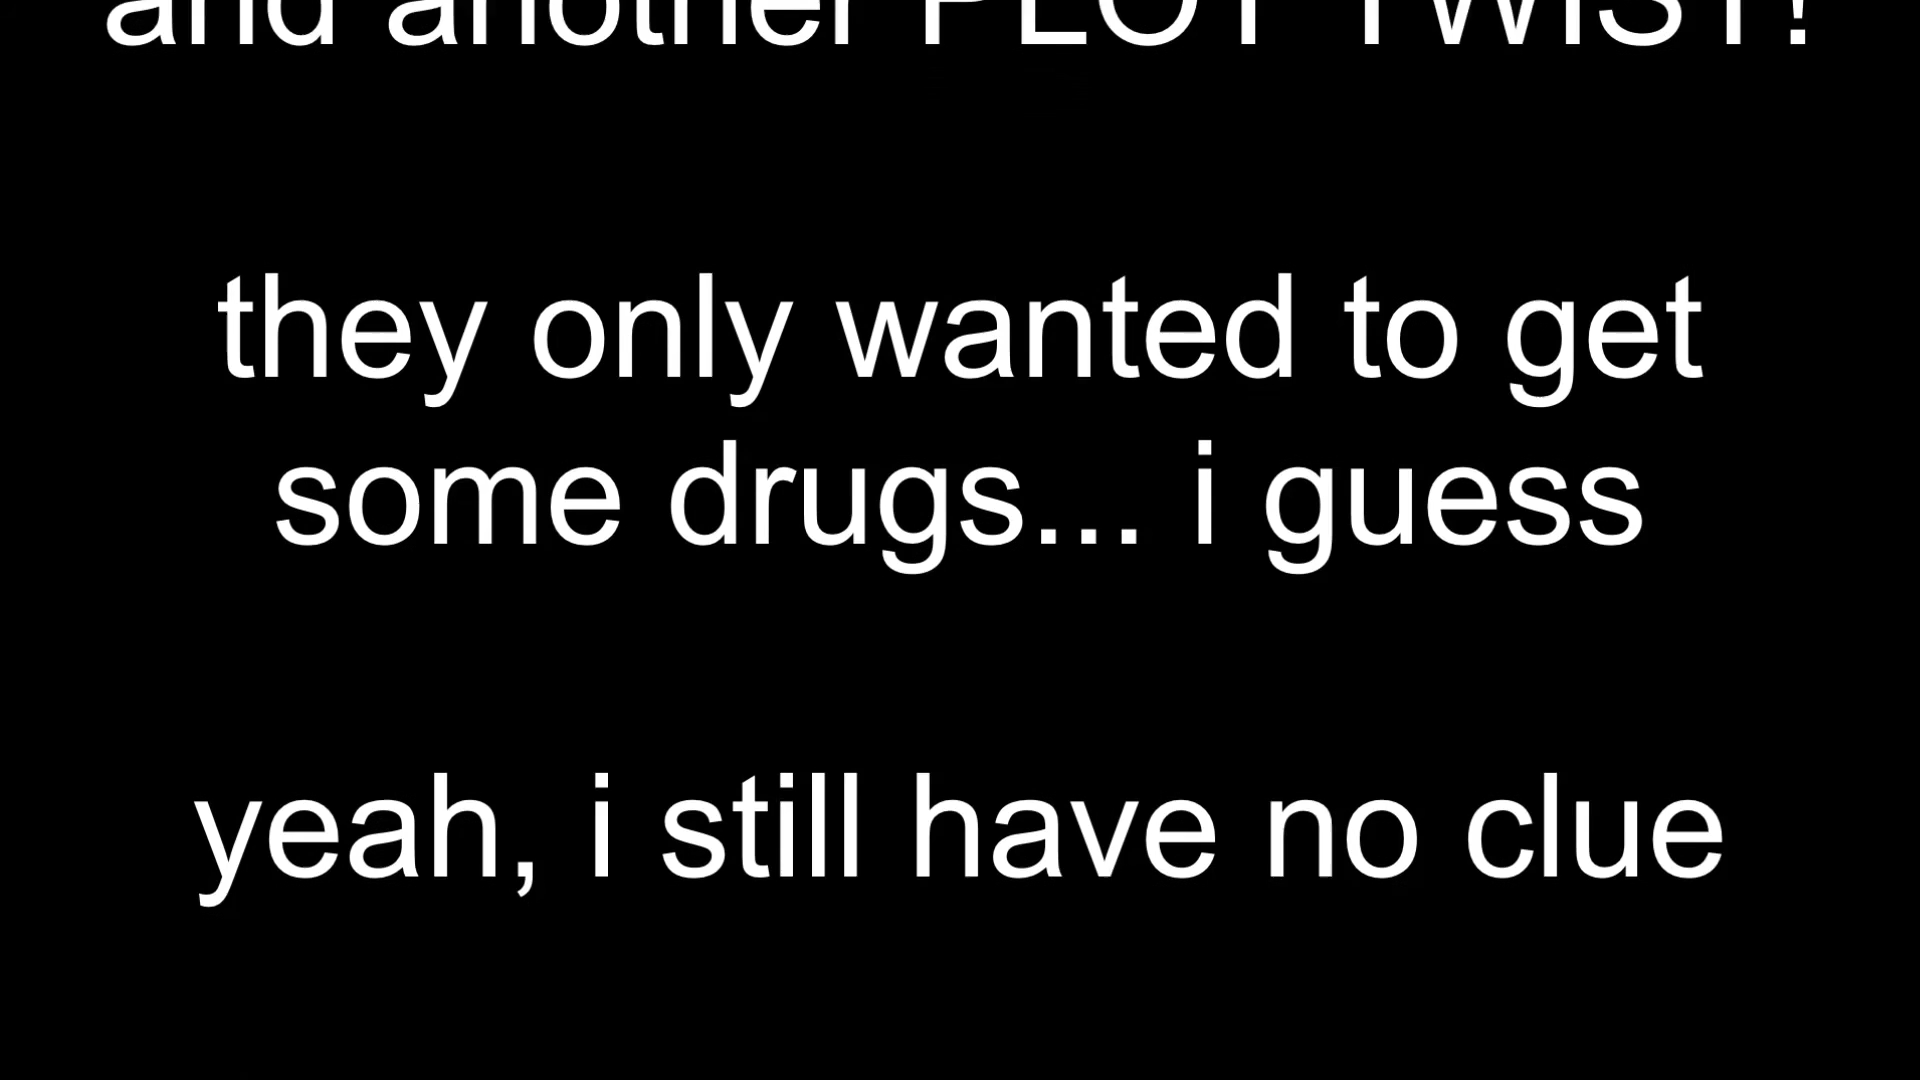 and another PLOT TWIST!
they only wanted to get
some drugs... i guess
yeah, i still have no clue